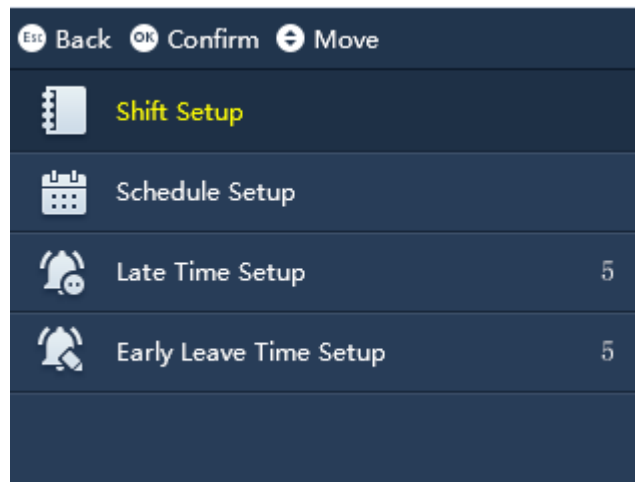 Esc Back OK Confirm Move
Shift Setup
Schedule Setup
Late Time Setup 5
Early Leave Time Setup 5